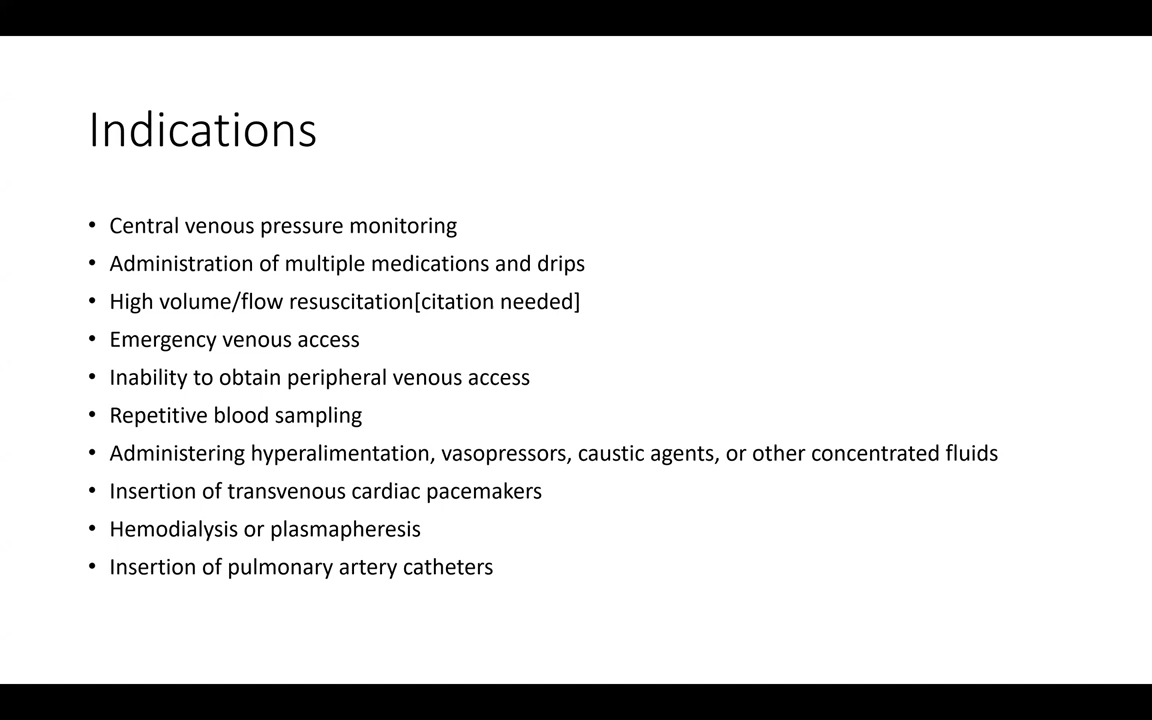 Indications
• Central venous pressure monitoring
• Administration of multiple medications and drips
• High volume/flow resuscitation[citation needed]
• Emergency venous access
• Inability to obtain peripheral venous access
• Repetitive blood sampling
• Administering hyperalimentation, vasopressors, caustic agents, or other concentrated fluids
• Insertion of transvenous cardiac pacemakers
• Hemodialysis or plasmapheresis
• Insertion of pulmonary artery catheters